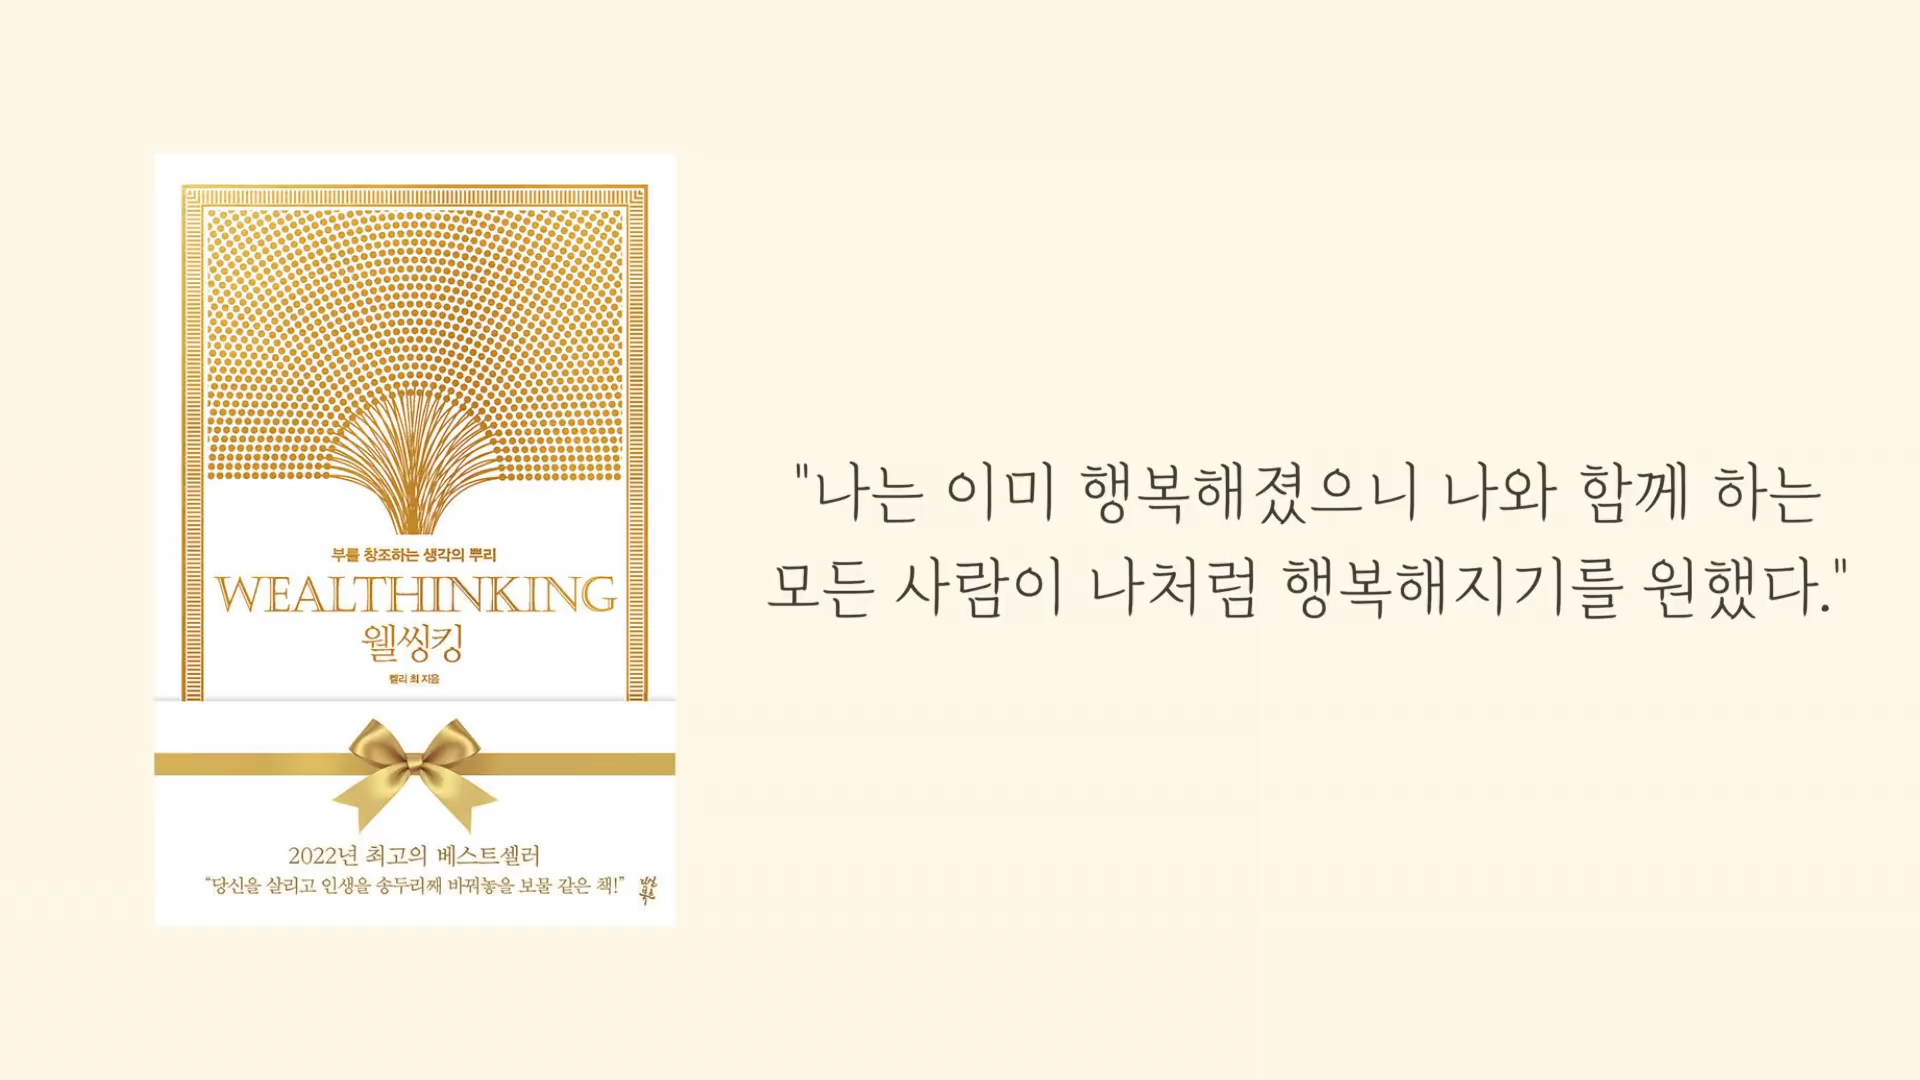 부를 창조하는 생각의 뿌리
WEALTHINKING
웰씽킹
켈리 최 지음
2022년 최고의 베스트셀러
“당신을 살리고 인생을 송두리째 바꿔놓을 보물 같은 책!”
"나는 이미 행복해졌으니 나와 함께 하는
모든 사람이 나처럼 행복해지기를 원했다."